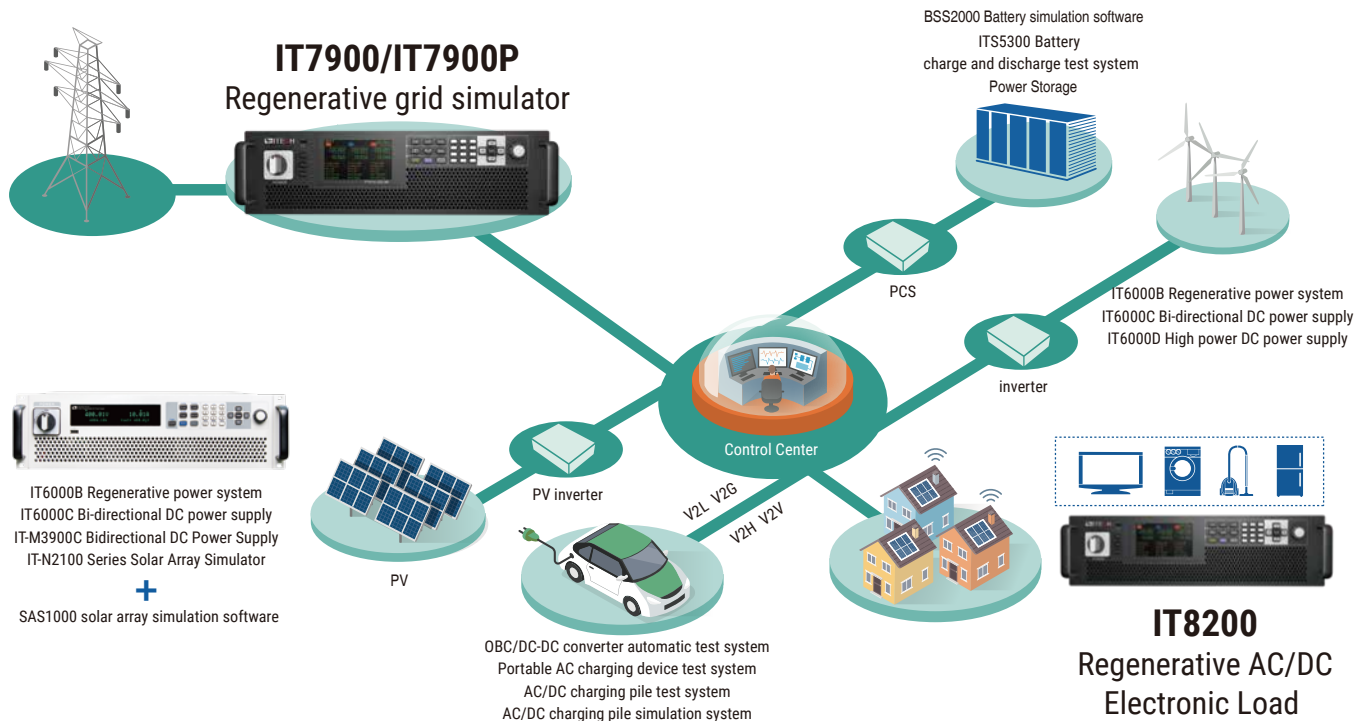 IT7900/IT7900P
Regenerative grid simulator
ITECH
BSS2000 Battery simulation software
ITS5300 Battery
charge and discharge test system
Power Storage
PCS
IT6000B Regenerative power system
IT6000C Bi-directional DC power supply
IT6000D High power DC power supply
inverter
Control Center
PV inverter
PV
V2L V2G
V2H V2V
IT6000B Regenerative power system
IT6000C Bi-directional DC power supply
IT-M3900C Bidirectional DC Power Supply
IT-N2100 Series Solar Array Simulator
+
SAS1000 solar array simulation software
OBC/DC-DC converter automatic test system
Portable AC charging device test system
AC/DC charging pile test system
AC/DC charging pile simulation system
IT8200
Regenerative AC/DC
Electronic Load